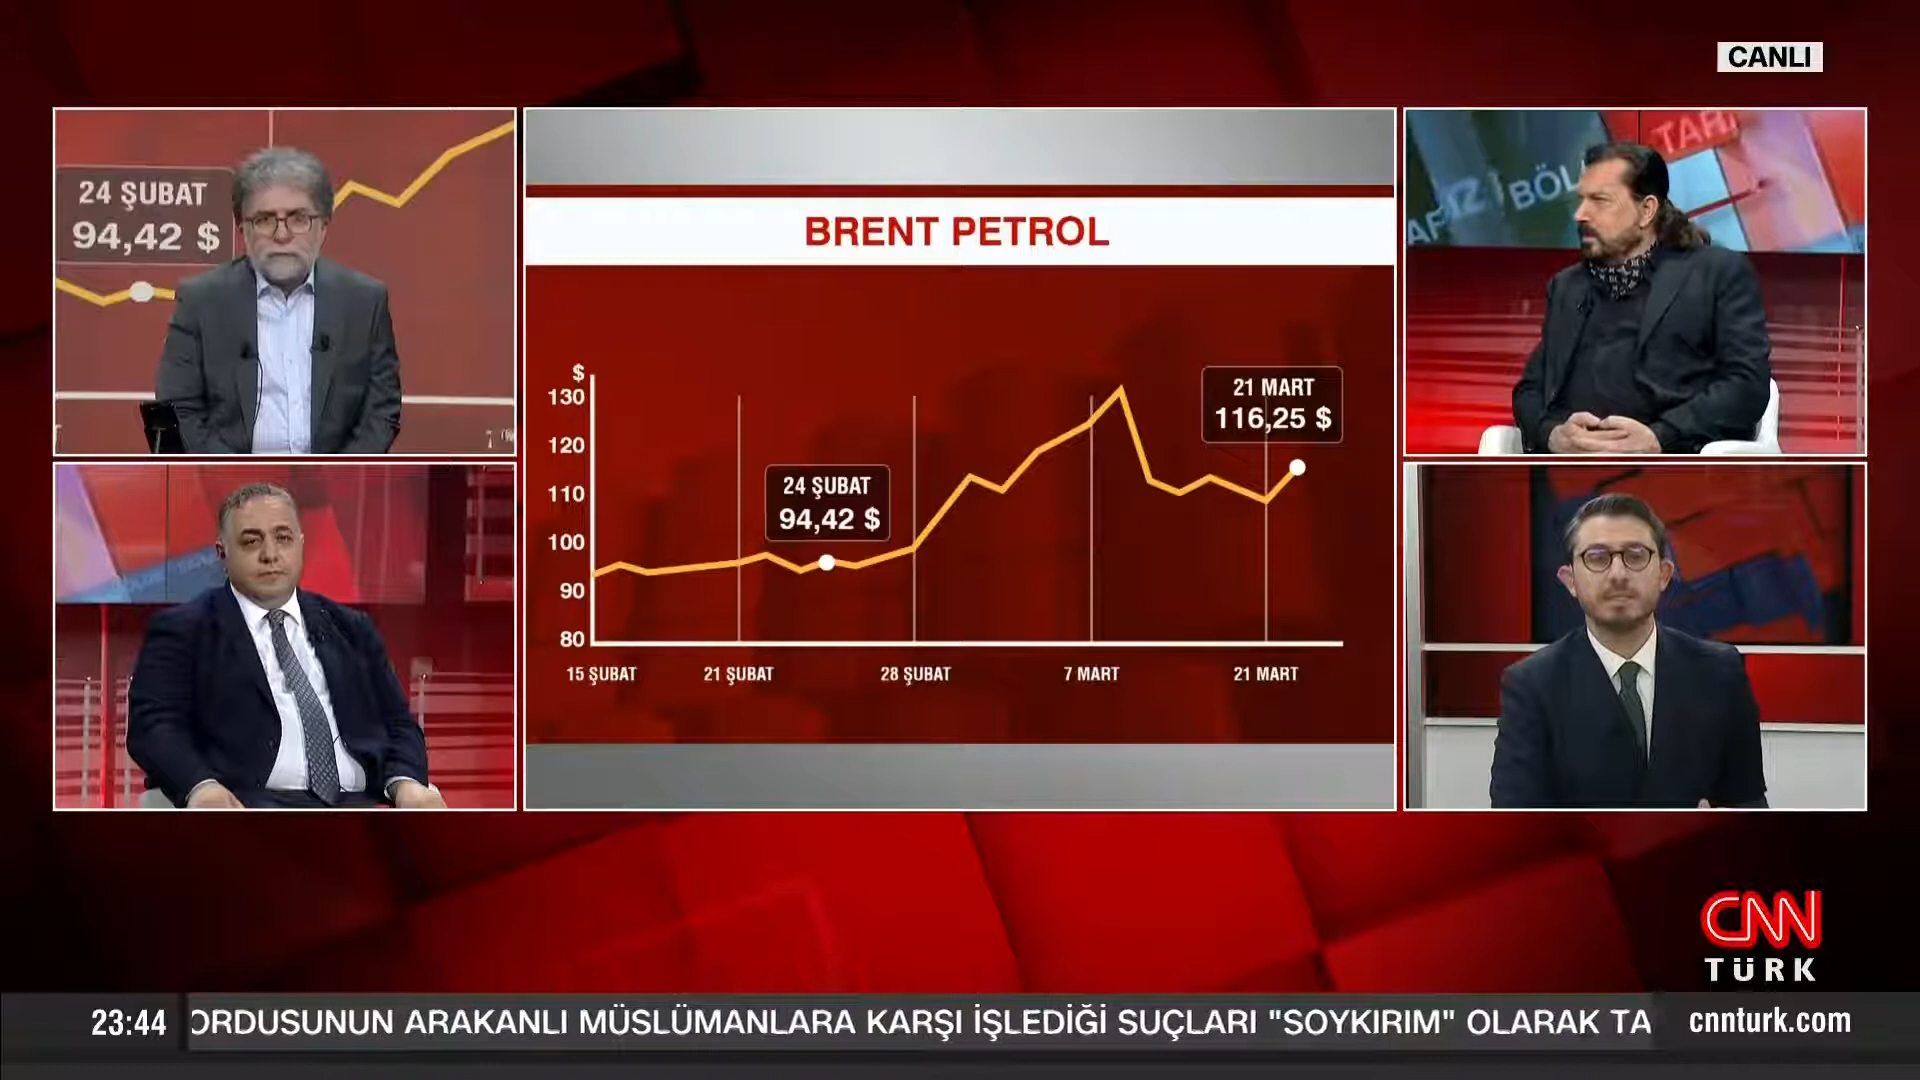 CANLI
24 ŞUBAT
94,42 $
BRENT PETROL
$
130
120
110
100
90
80
24 ŞUBAT
94,42 $
21 MART
116,25 $
15 ŞUBAT
21 ŞUBAT
28 ŞUBAT
7 MART
21 MART
BÖL
TARA
CNN
TÜRK
23:44
ORDUSUNUN ARAKANLI MÜSLÜMANLARA KARŞI İŞLEDİĞİ SUÇLARI "SOYKIRIM" OLARAK TA
cnnturk.com